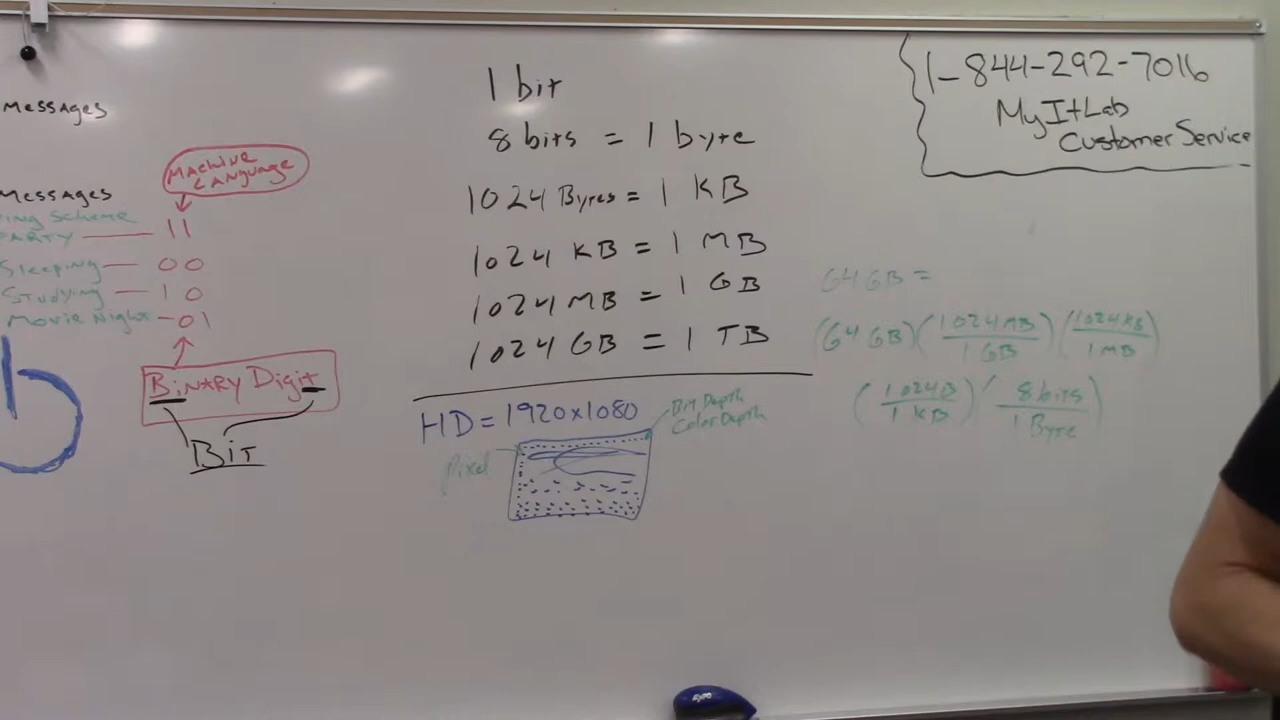 Messages
Messages
ing Scheme
PARTY — 11
Sleeping — 00
Studying — 10
Movie Night — 01
Machine
Language
Binary Digit
Bit
1 bit
8 bits = 1 byte
1024 Bytes = 1 KB
1024 KB = 1 MB
1024 MB = 1 GB
1024 GB = 1 TB
HD = 1920x1080
Pixel
Bit Depth
Color Depth
1-844-292-7016
MyItLab
Customer Service
64 GB =
(64 GB)(1024 MB/1 GB)(1024 KB/1 MB)
(1024 B/1 KB)(8 bits/1 Byte)
EXPO